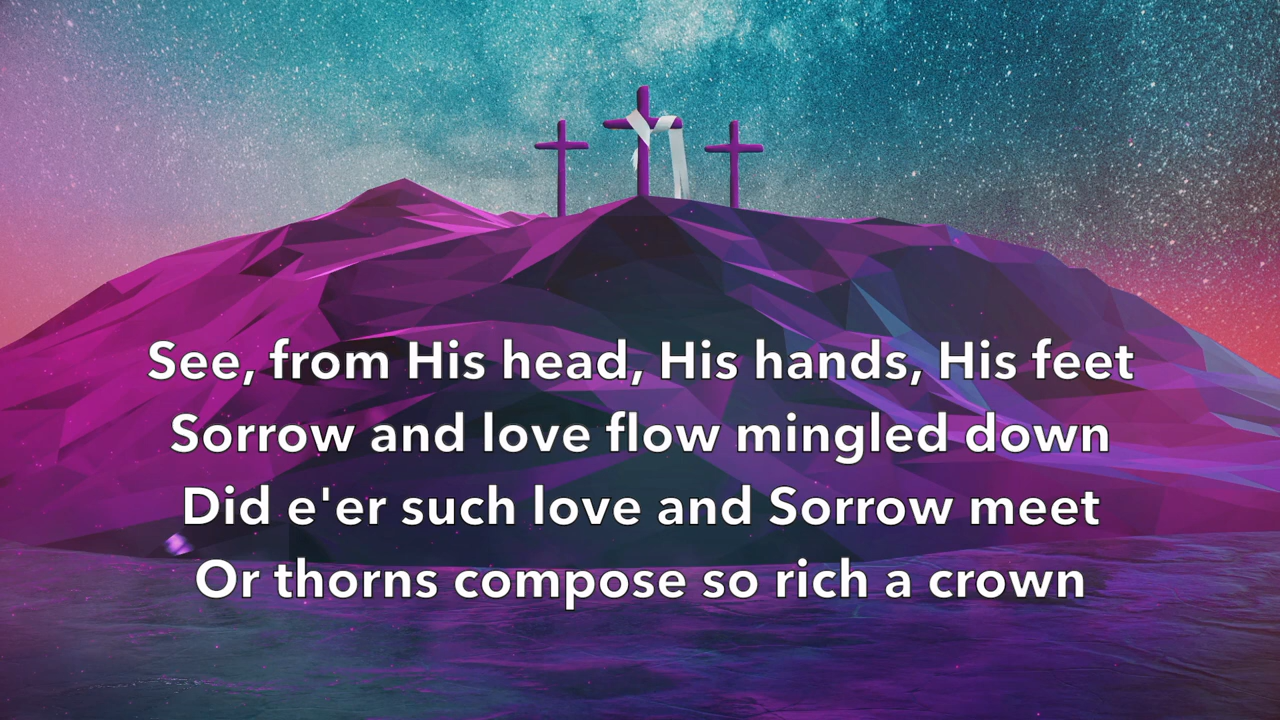 See, from His head, His hands, His feet
Sorrow and love flow mingled down
Did e'er such love and Sorrow meet
Or thorns compose so rich a crown